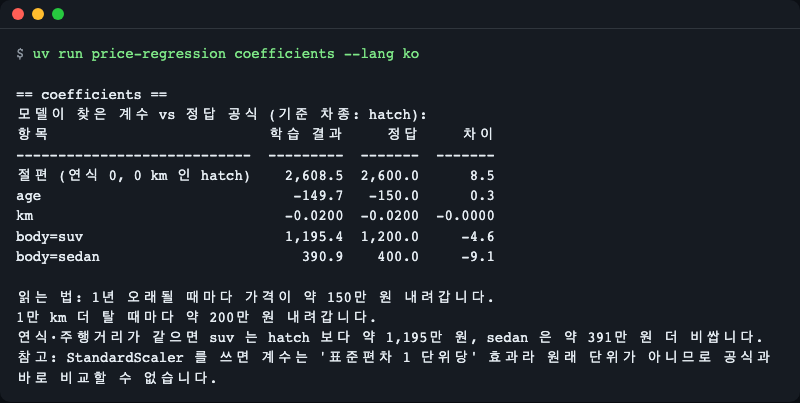 $ uv run price-regression coefficients --lang ko
== coefficients ==
모델이 찾은 계수 vs 정답 공식 (기준 차종: hatch):
항목 학습 결과 정답 차이
---------------------------- --------- ------- -------
절편 (연식 0, 0 km 인 hatch) 2,608.5 2,600.0 8.5
age -149.7 -150.0 0.3
km -0.0200 -0.0200 -0.0000
body=suv 1,195.4 1,200.0 -4.6
body=sedan 390.9 400.0 -9.1
읽는 법: 1년 오래될 때마다 가격이 약 150만 원 내려갑니다.
1만 km 더 탈 때마다 약 200만 원 내려갑니다.
연식·주행거리가 같으면 suv 는 hatch 보다 약 1,195만 원, sedan 은 약 391만 원 더 비쌉니다.
참고: StandardScaler 를 쓰면 계수는 '표준편차 1 단위당' 효과라 원래 단위가 아니므로 공식과
바로 비교할 수 없습니다.